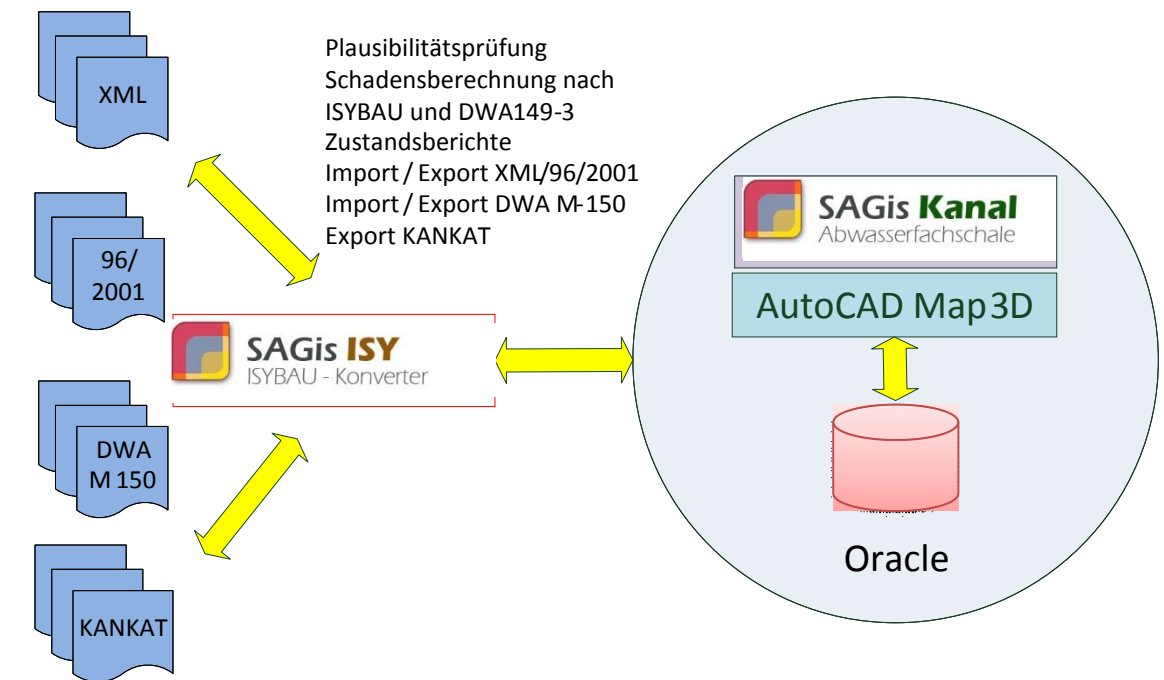 XML
96/
2001
DWA
M 150
KANKAT
Plausibilitätsprüfung
Schadensberechnung nach
ISYBAU und DWA149-3
Zustandsberichte
Import / Export XML/96/2001
Import / Export DWA M-150
Export KANKAT
SAGis ISY
ISYBAU - Konverter
SAGis Kanal
Abwasserfachschale
AutoCAD Map 3D
Oracle